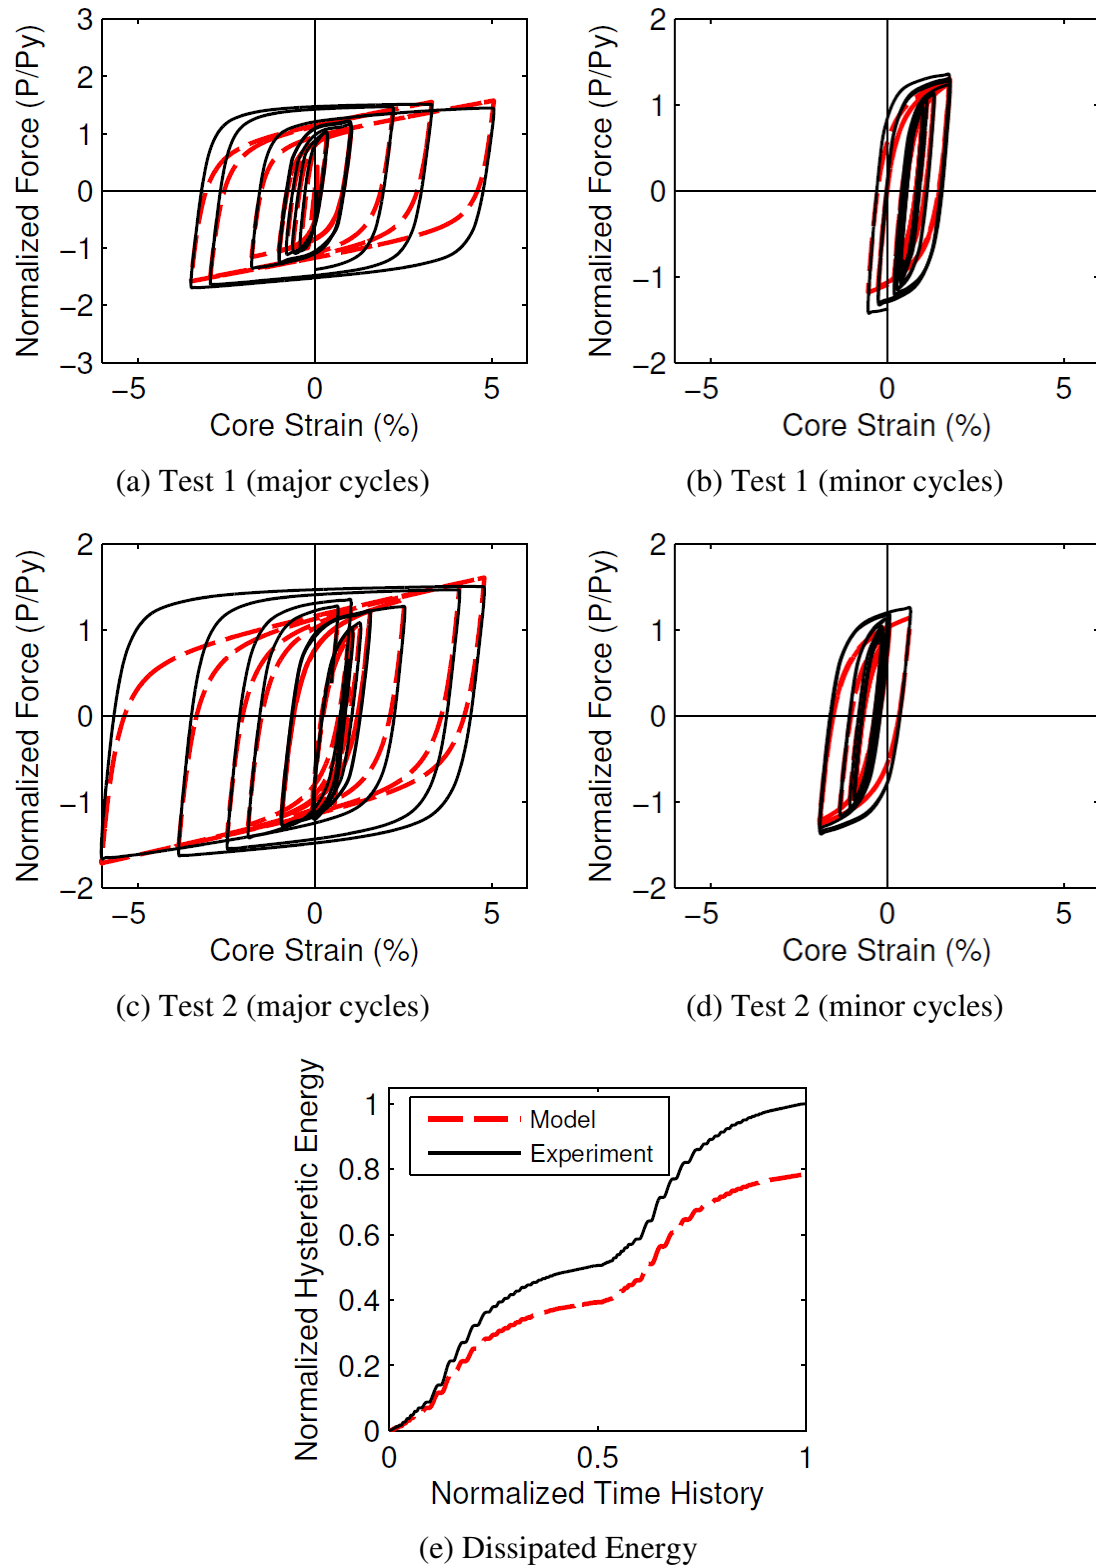 Normalized Force (P/Py)
3
2
1
0
−1
−2
−3
−5
0
5
Core Strain (%)
(a) Test 1 (major cycles)
Normalized Force (P/Py)
2
1
0
−1
−2
−5
0
5
Core Strain (%)
(b) Test 1 (minor cycles)
Normalized Force (P/Py)
2
1
0
−1
−2
−5
0
5
Core Strain (%)
(c) Test 2 (major cycles)
Normalized Force (P/Py)
2
1
0
−1
−2
−5
0
5
Core Strain (%)
(d) Test 2 (minor cycles)
Normalized Hysteretic Energy
1
0.8
0.6
0.4
0.2
0
Model
Experiment
0
0.5
1
Normalized Time History
(e) Dissipated Energy